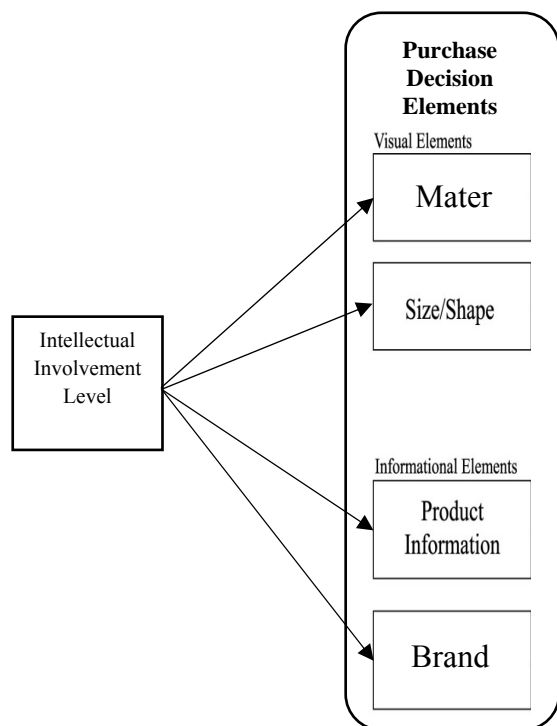 Purchase
Decision
Elements
Visual Elements
Mater
Size/Shape
Intellectual
Involvement
Level
Informational Elements
Product
Information
Brand